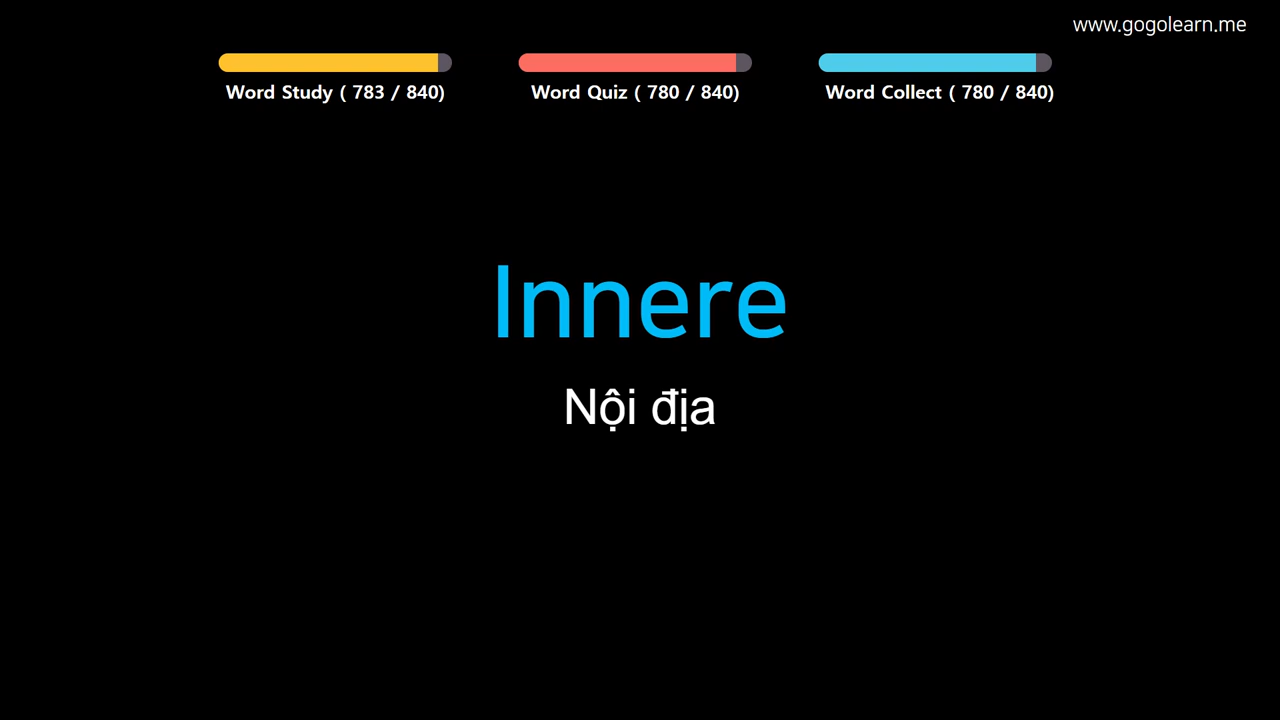 www.gogolearn.me
Word Study ( 783 / 840)
Word Quiz ( 780 / 840)
Word Collect ( 780 / 840)
Innere
Nội địa